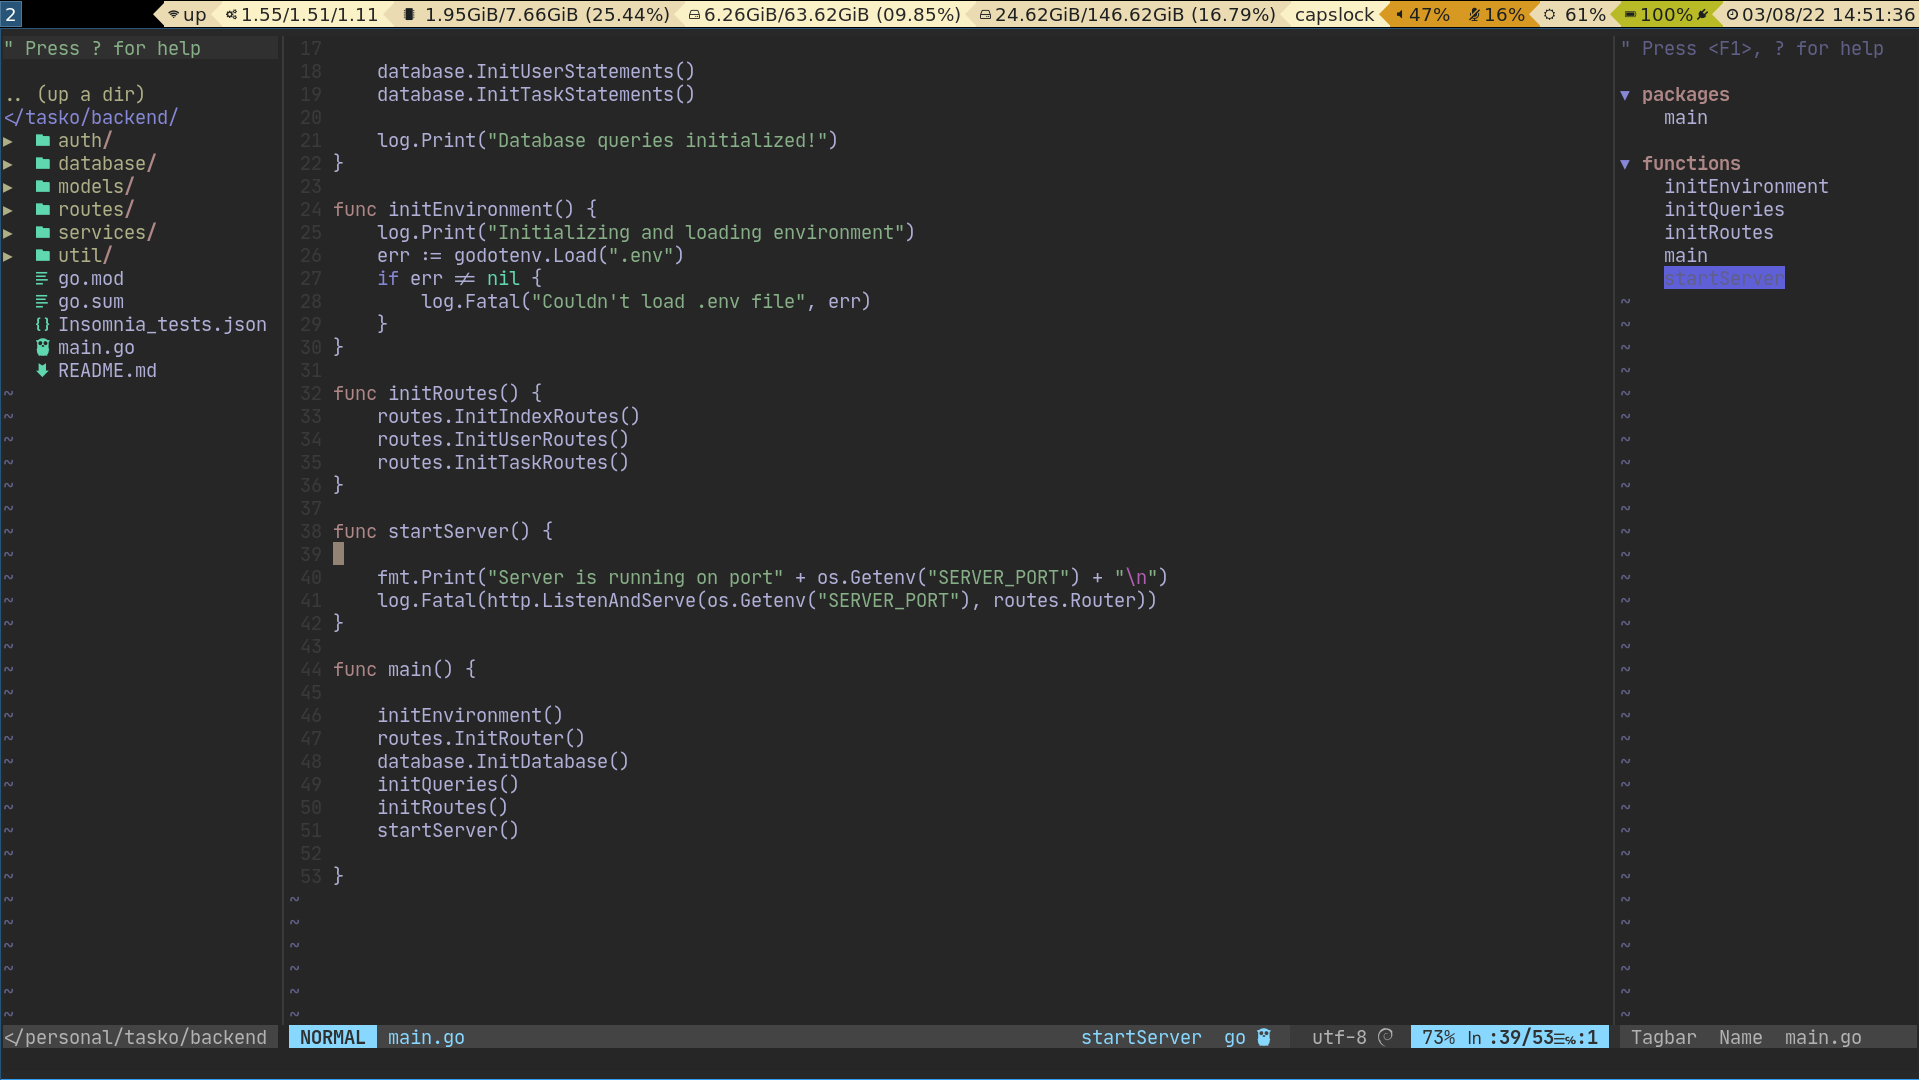 2 up 1.55/1.51/1.11 1.95GiB/7.66GiB (25.44%) 6.26GiB/63.62GiB (09.85%) 24.62GiB/146.62GiB (16.79%) capslock 47% 16% 61% 100% 03/08/22 14:51:36
" Press ? for help
.. (up a dir)
</tasko/backend/
▶ auth/
▶ database/
▶ models/
▶ routes/
▶ services/
▶ util/
go.mod
go.sum
Insomnia_tests.json
main.go
README.md
</personal/tasko/backend
17
18     database.InitUserStatements()
19     database.InitTaskStatements()
20
21     log.Print("Database queries initialized!")
22 }
23
24 func initEnvironment() {
25     log.Print("Initializing and loading environment")
26     err := godotenv.Load(".env")
27     if err ≠ nil {
28         log.Fatal("Couldn't load .env file", err)
29     }
30 }
31
32 func initRoutes() {
33     routes.InitIndexRoutes()
34     routes.InitUserRoutes()
35     routes.InitTaskRoutes()
36 }
37
38 func startServer() {
39
40     fmt.Print("Server is running on port" + os.Getenv("SERVER_PORT") + "\n")
41     log.Fatal(http.ListenAndServe(os.Getenv("SERVER_PORT"), routes.Router))
42 }
43
44 func main() {
45
46     initEnvironment()
47     routes.InitRouter()
48     database.InitDatabase()
49     initQueries()
50     initRoutes()
51     startServer()
52
53 }
NORMAL main.go startServer go utf-8 73% ln :39/53☰℅:1
" Press <F1>, ? for help
▼ packages
main
▼ functions
initEnvironment
initQueries
initRoutes
main
startServer
Tagbar Name main.go